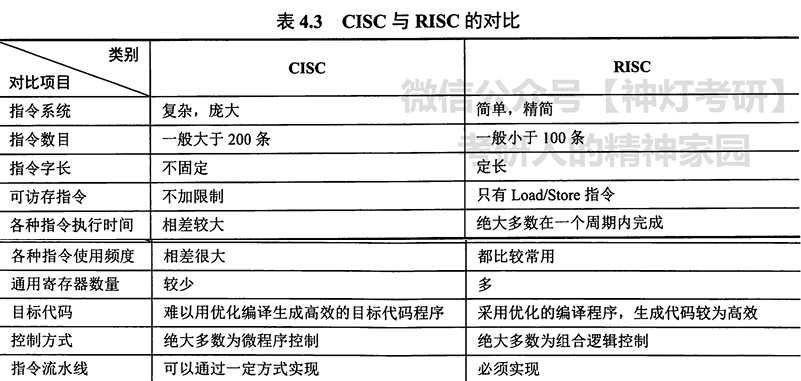 表 4.3 CISC 与 RISC 的对比
类别
对比项目
CISC
RISC
微信公众号【神灯考研】
考研人的精神家园
指令系统 复杂，庞大 简单，精简
指令数目 一般大于 200 条 一般小于 100 条
指令字长 不固定 定长
可访存指令 不加限制 只有 Load/Store 指令
各种指令执行时间 相差较大 绝大多数在一个周期内完成
各种指令使用频度 相差很大 都比较常用
通用寄存器数量 较少 多
目标代码 难以用优化编译生成高效的目标代码程序 采用优化的编译程序，生成代码较为高效
控制方式 绝大多数为微程序控制 绝大多数为组合逻辑控制
指令流水线 可以通过一定方式实现 必须实现